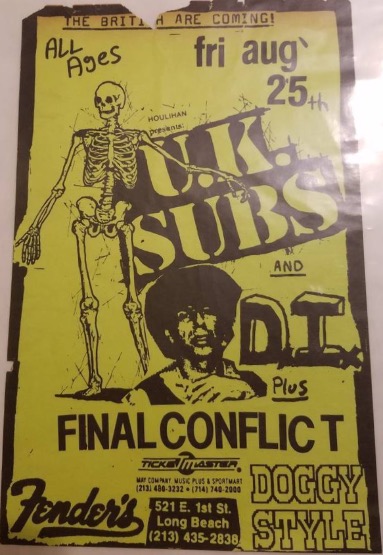 THE BRITISH ARE COMING!
ALL Ages
fri aug
25th
HOULIHAN
Presents:
U.K.
SUBS
AND
D.I.
Plus
FINAL CONFLICT
TICKETMASTER
MAY COMPANY, MUSIC PLUS & SPORTMART
(213) 480-3232 • (714) 740-2000
Fender's
521 E. 1st St.
Long Beach
(213) 435-2838
DOGGY
STYLE